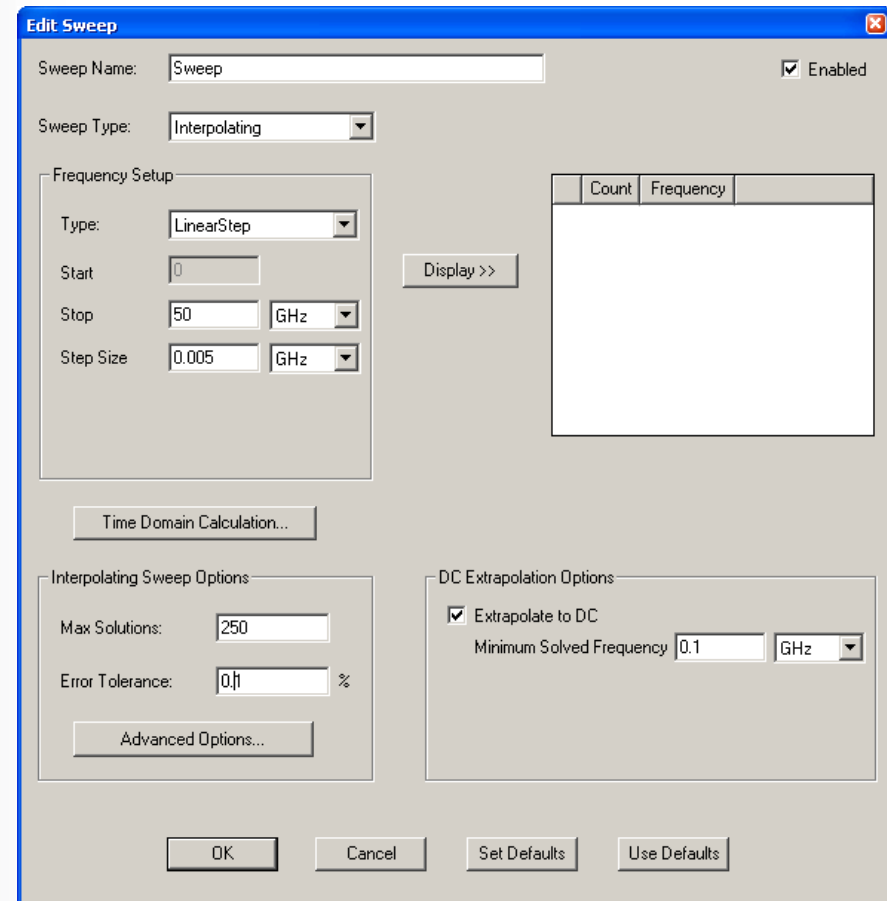 Edit Sweep
Sweep Name: Sweep Enabled
Sweep Type: Interpolating
Frequency Setup
Count Frequency
Type: LinearStep
Start 0
Display >>
Stop 50 GHz
Step Size 0.005 GHz
Time Domain Calculation...
Interpolating Sweep Options
Max Solutions: 250
Error Tolerance: 0.1 %
Advanced Options...
DC Extrapolation Options
Extrapolate to DC
Minimum Solved Frequency 0.1 GHz
OK Cancel Set Defaults Use Defaults